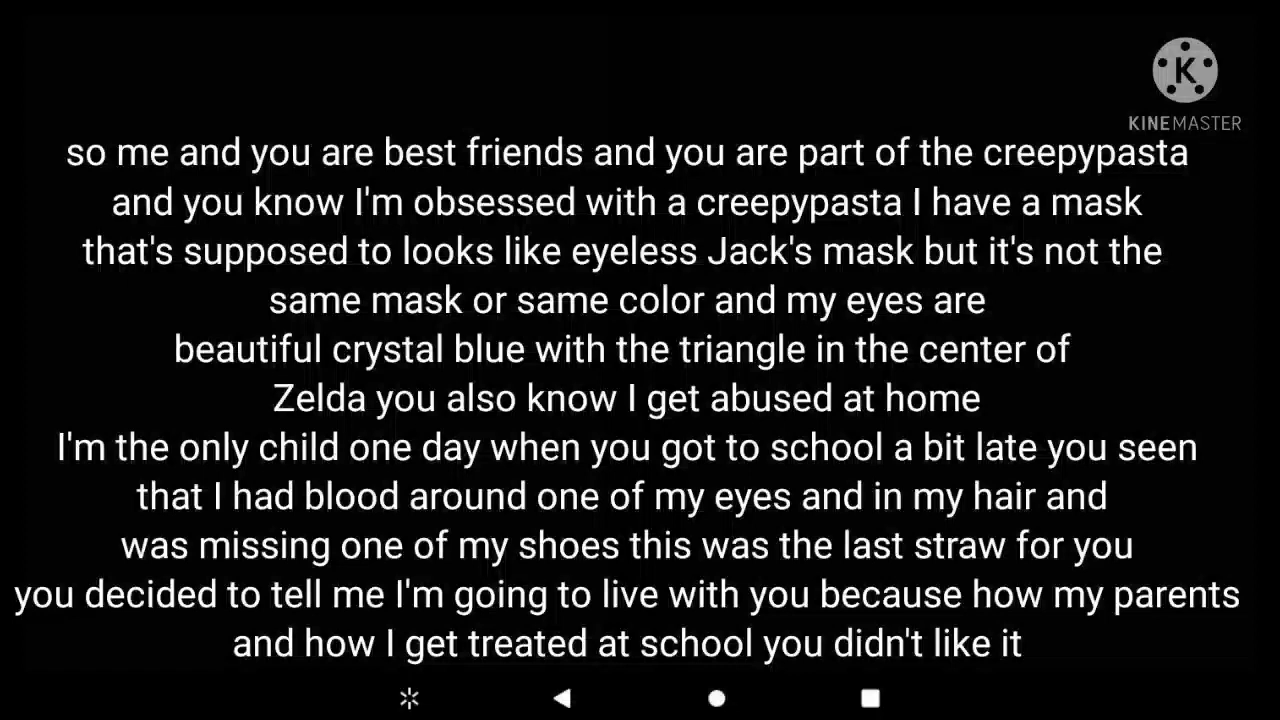 KINEMASTER
so me and you are best friends and you are part of the creepypasta
and you know I'm obsessed with a creepypasta I have a mask
that's supposed to looks like eyeless Jack's mask but it's not the
same mask or same color and my eyes are
beautiful crystal blue with the triangle in the center of
Zelda you also know I get abused at home
I'm the only child one day when you got to school a bit late you seen
that I had blood around one of my eyes and in my hair and
was missing one of my shoes this was the last straw for you
you decided to tell me I'm going to live with you because how my parents
and how I get treated at school you didn't like it